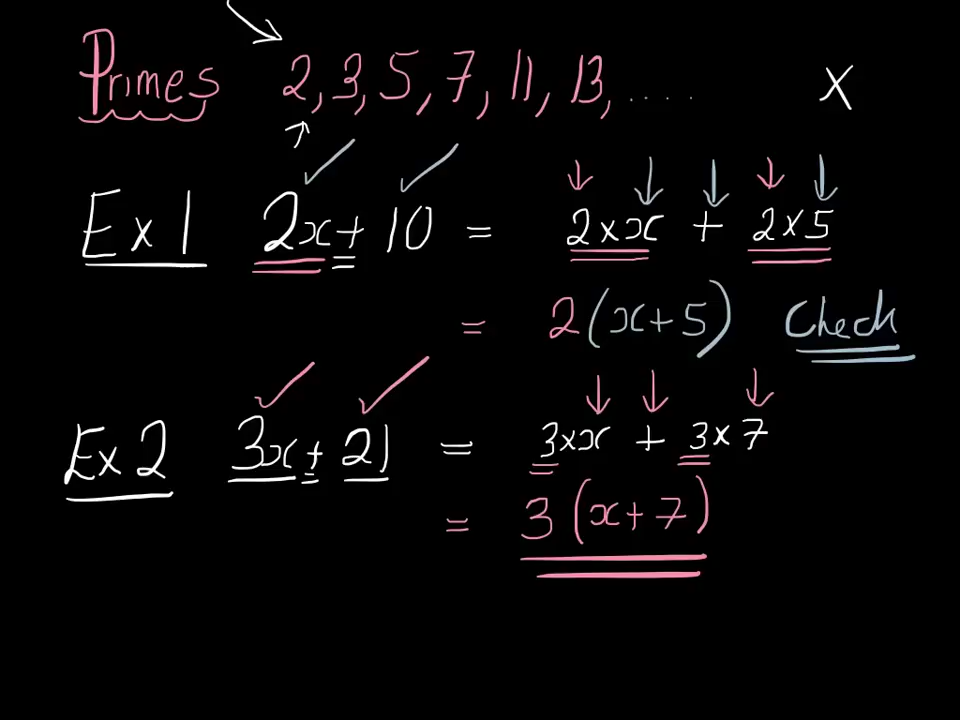 Primes 2, 3, 5, 7, 11, 13, .... X
Ex 1 2x + 10 = 2 × x + 2 × 5
= 2 (x + 5) Check
Ex 2 3x + 21 = 3 × x + 3 × 7
= 3 (x + 7)